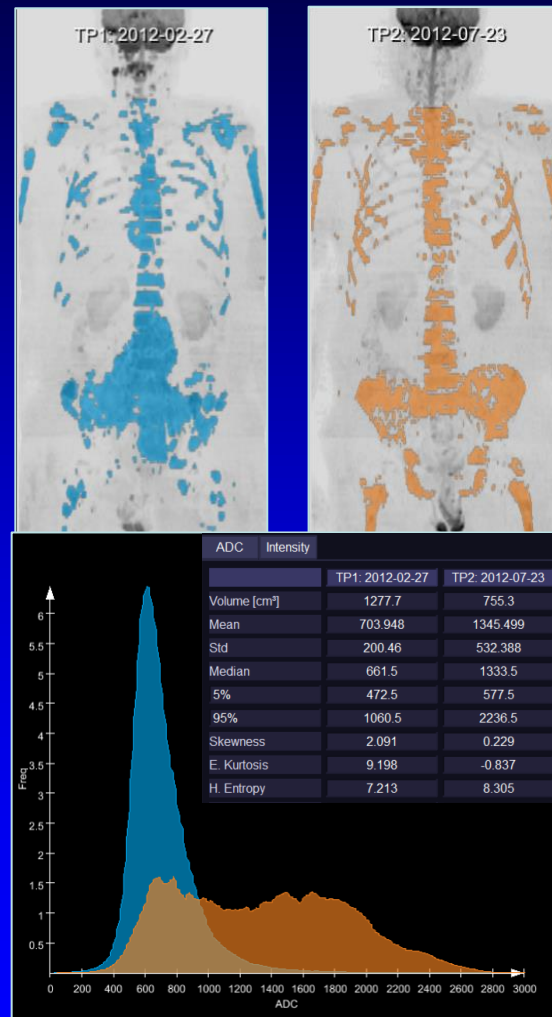 TP1: 2012-02-27
TP2: 2012-07-23
ADC Intensity
TP1: 2012-02-27 TP2: 2012-07-23
Volume [cm³] 1277.7 755.3
Mean 703.948 1345.499
Std 200.46 532.388
Median 661.5 1333.5
5% 472.5 577.5
95% 1060.5 2236.5
Skewness 2.091 0.229
E. Kurtosis 9.198 -0.837
H. Entropy 7.213 8.305
6
5.5
5
4.5
4
3.5
3
2.5
2
1.5
1
0.5
Freq
0 200 400 600 800 1000 1200 1400 1600 1800 2000 2200 2400 2600 2800 3000
ADC